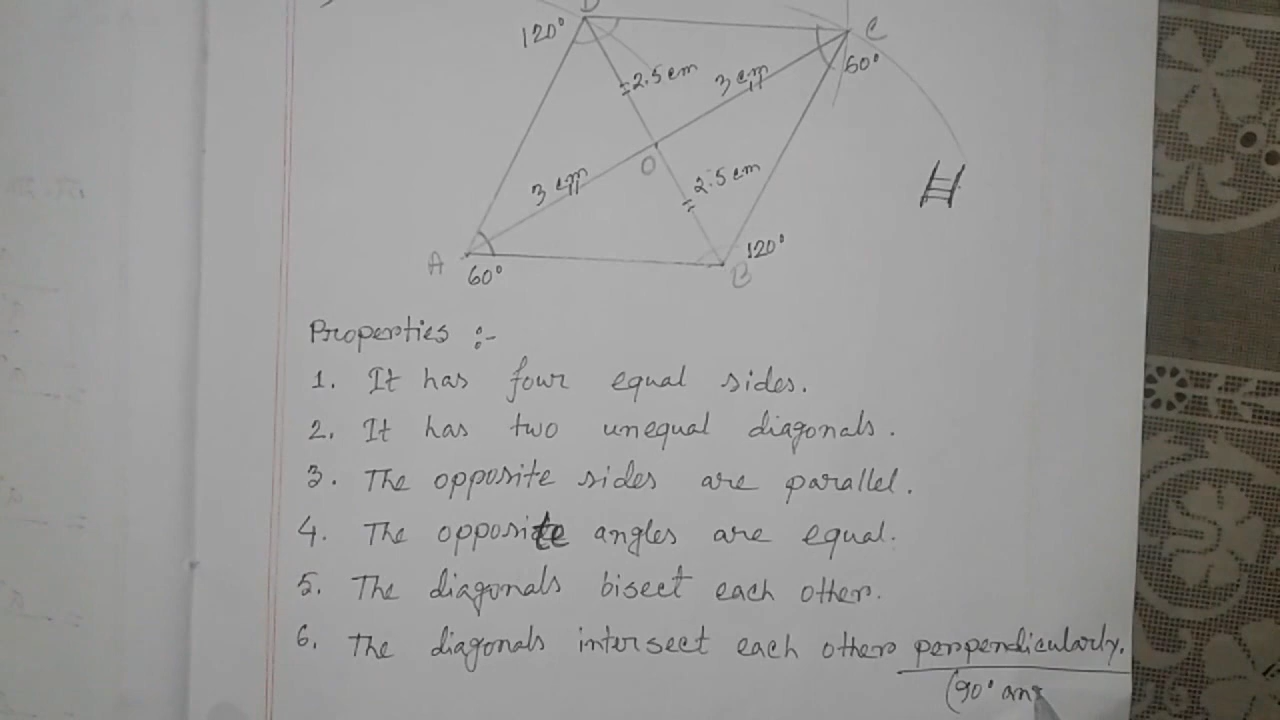 D
120°
C
60°
2.5 cm
3 cm
O
3 cm
2.5 cm
A
60°
120°
B
Properties :-
1. It has four equal sides.
2. It has two unequal diagonals.
3. The opposite sides are parallel.
4. The opposite angles are equal.
5. The diagonals bisect each other.
6. The diagonals intersect each other perpendicularly.
(90° ang